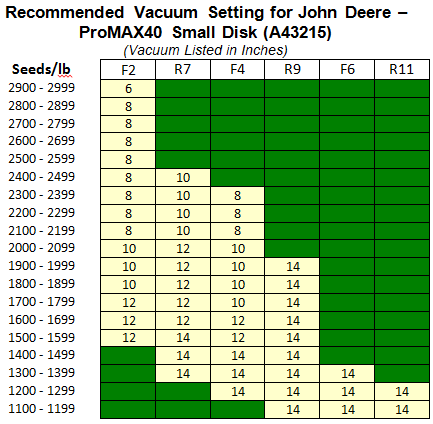 Recommended Vacuum Setting for John Deere –
ProMAX40 Small Disk (A43215)
(Vacuum Listed in Inches)
Seeds/lb F2 R7 F4 R9 F6 R11
2900 - 2999 6
2800 - 2899 8
2700 - 2799 8
2600 - 2699 8
2500 - 2599 8
2400 - 2499 8 10
2300 - 2399 8 10 8
2200 - 2299 8 10 8
2100 - 2199 8 10 8
2000 - 2099 10 12 10
1900 - 1999 10 12 10 14
1800 - 1899 10 12 10 14
1700 - 1799 12 12 10 14
1600 - 1699 12 12 12 14
1500 - 1599 12 14 12 14
1400 - 1499 14 14 14
1300 - 1399 14 14 14 14
1200 - 1299 14 14 14 14
1100 - 1199 14 14 14